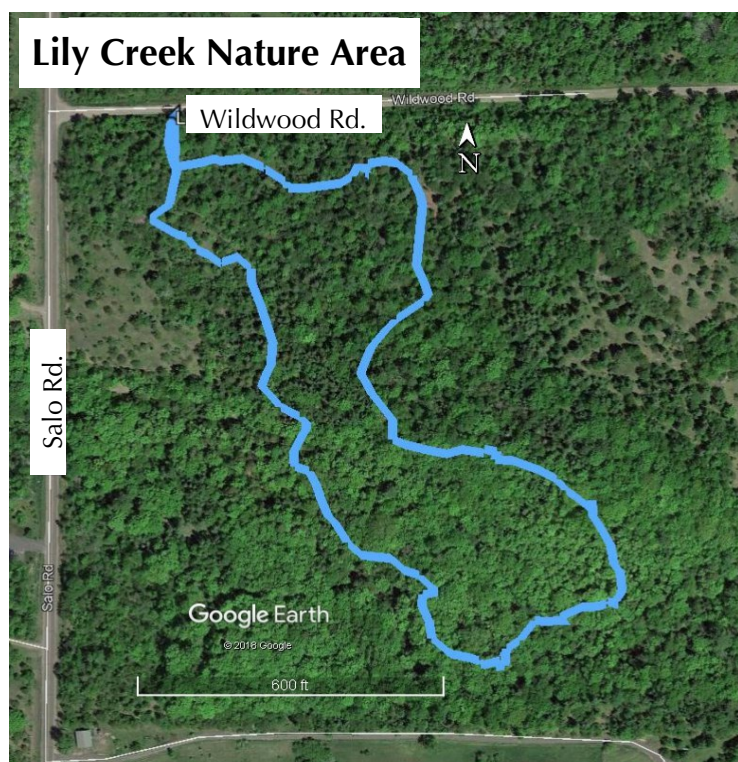 Lily Creek Nature Area
Wildwood Rd
Wildwood Rd.
N
Salo Rd.
Salo Rd
Google Earth
© 2018 Google
600 ft